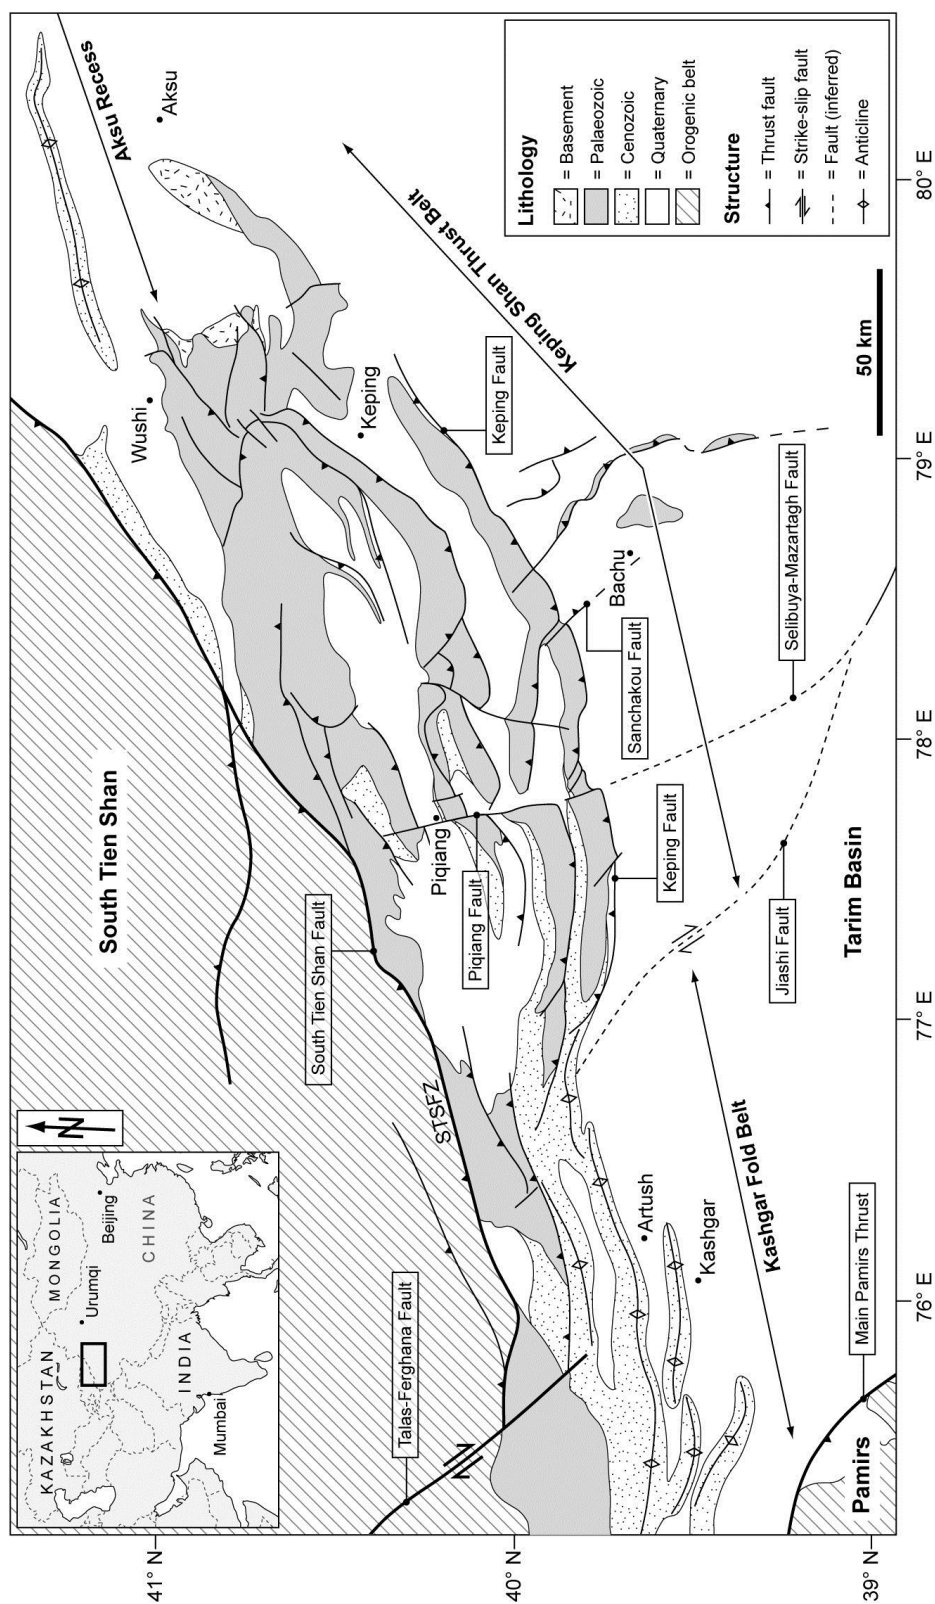 KAZAKHSTAN
MONGOLIA
Urumqi
Beijing
CHINA
INDIA
Mumbai
N
South Tien Shan
Aksu Recess
Aksu
Wushi
Talas-Ferghana Fault
STSFZ
South Tien Shan Fault
Piqiang
Piqiang Fault
Keping
Keping Fault
Keping Shan Thrust Belt
Artush
Kashgar
Kashgar Fold Belt
Keping Fault
Sanchakou Fault
Bachu
Selibuya-Mazartagh Fault
Jiashi Fault
Tarim Basin
Main Pamirs Thrust
Pamirs
50 km
Lithology
= Basement
= Palaeozoic
= Cenozoic
= Quaternary
= Orogenic belt
Structure
= Thrust fault
= Strike-slip fault
= Fault (inferred)
= Anticline
41° N
40° N
39° N
76° E
77° E
78° E
79° E
80° E